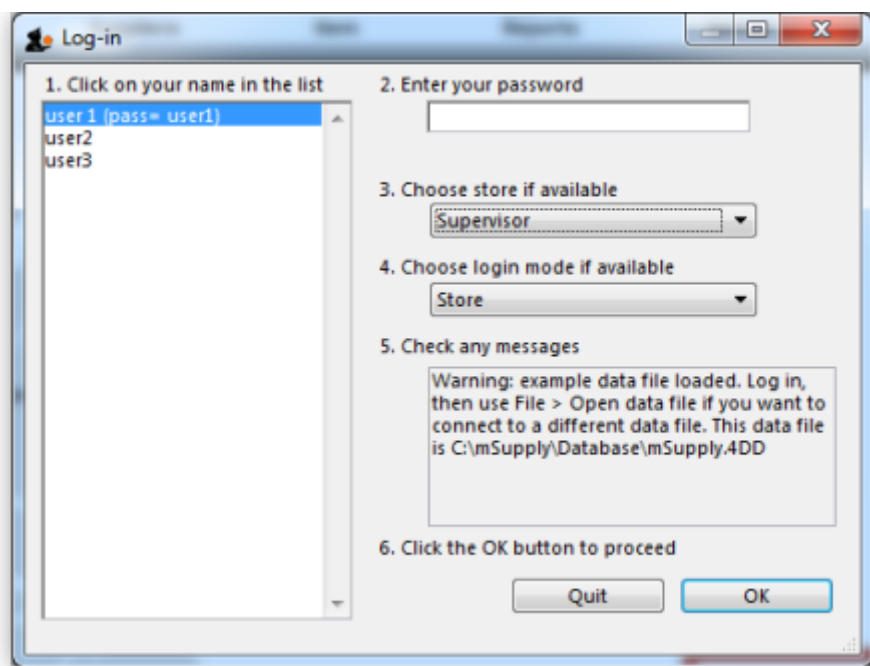 Log-in
1. Click on your name in the list
user 1 (pass= user1)
user2
user3
2. Enter your password
3. Choose store if available
Supervisor
4. Choose login mode if available
Store
5. Check any messages
Warning: example data file loaded. Log in,
then use File > Open data file if you want to
connect to a different data file. This data file
is C:\mSupply\Database\mSupply.4DD
6. Click the OK button to proceed
Quit
OK